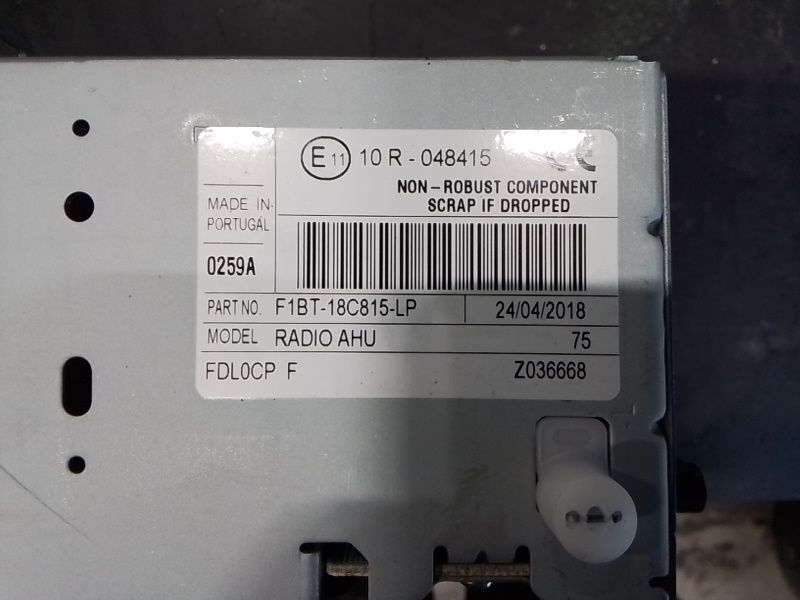 E 11 10 R - 048415
NON-ROBUST COMPONENT
SCRAP IF DROPPED
MADE IN
PORTUGAL
0259A
PART NO. F1BT-18C815-LP 24/04/2018
MODEL RADIO AHU 75
FDL0CP F Z036668